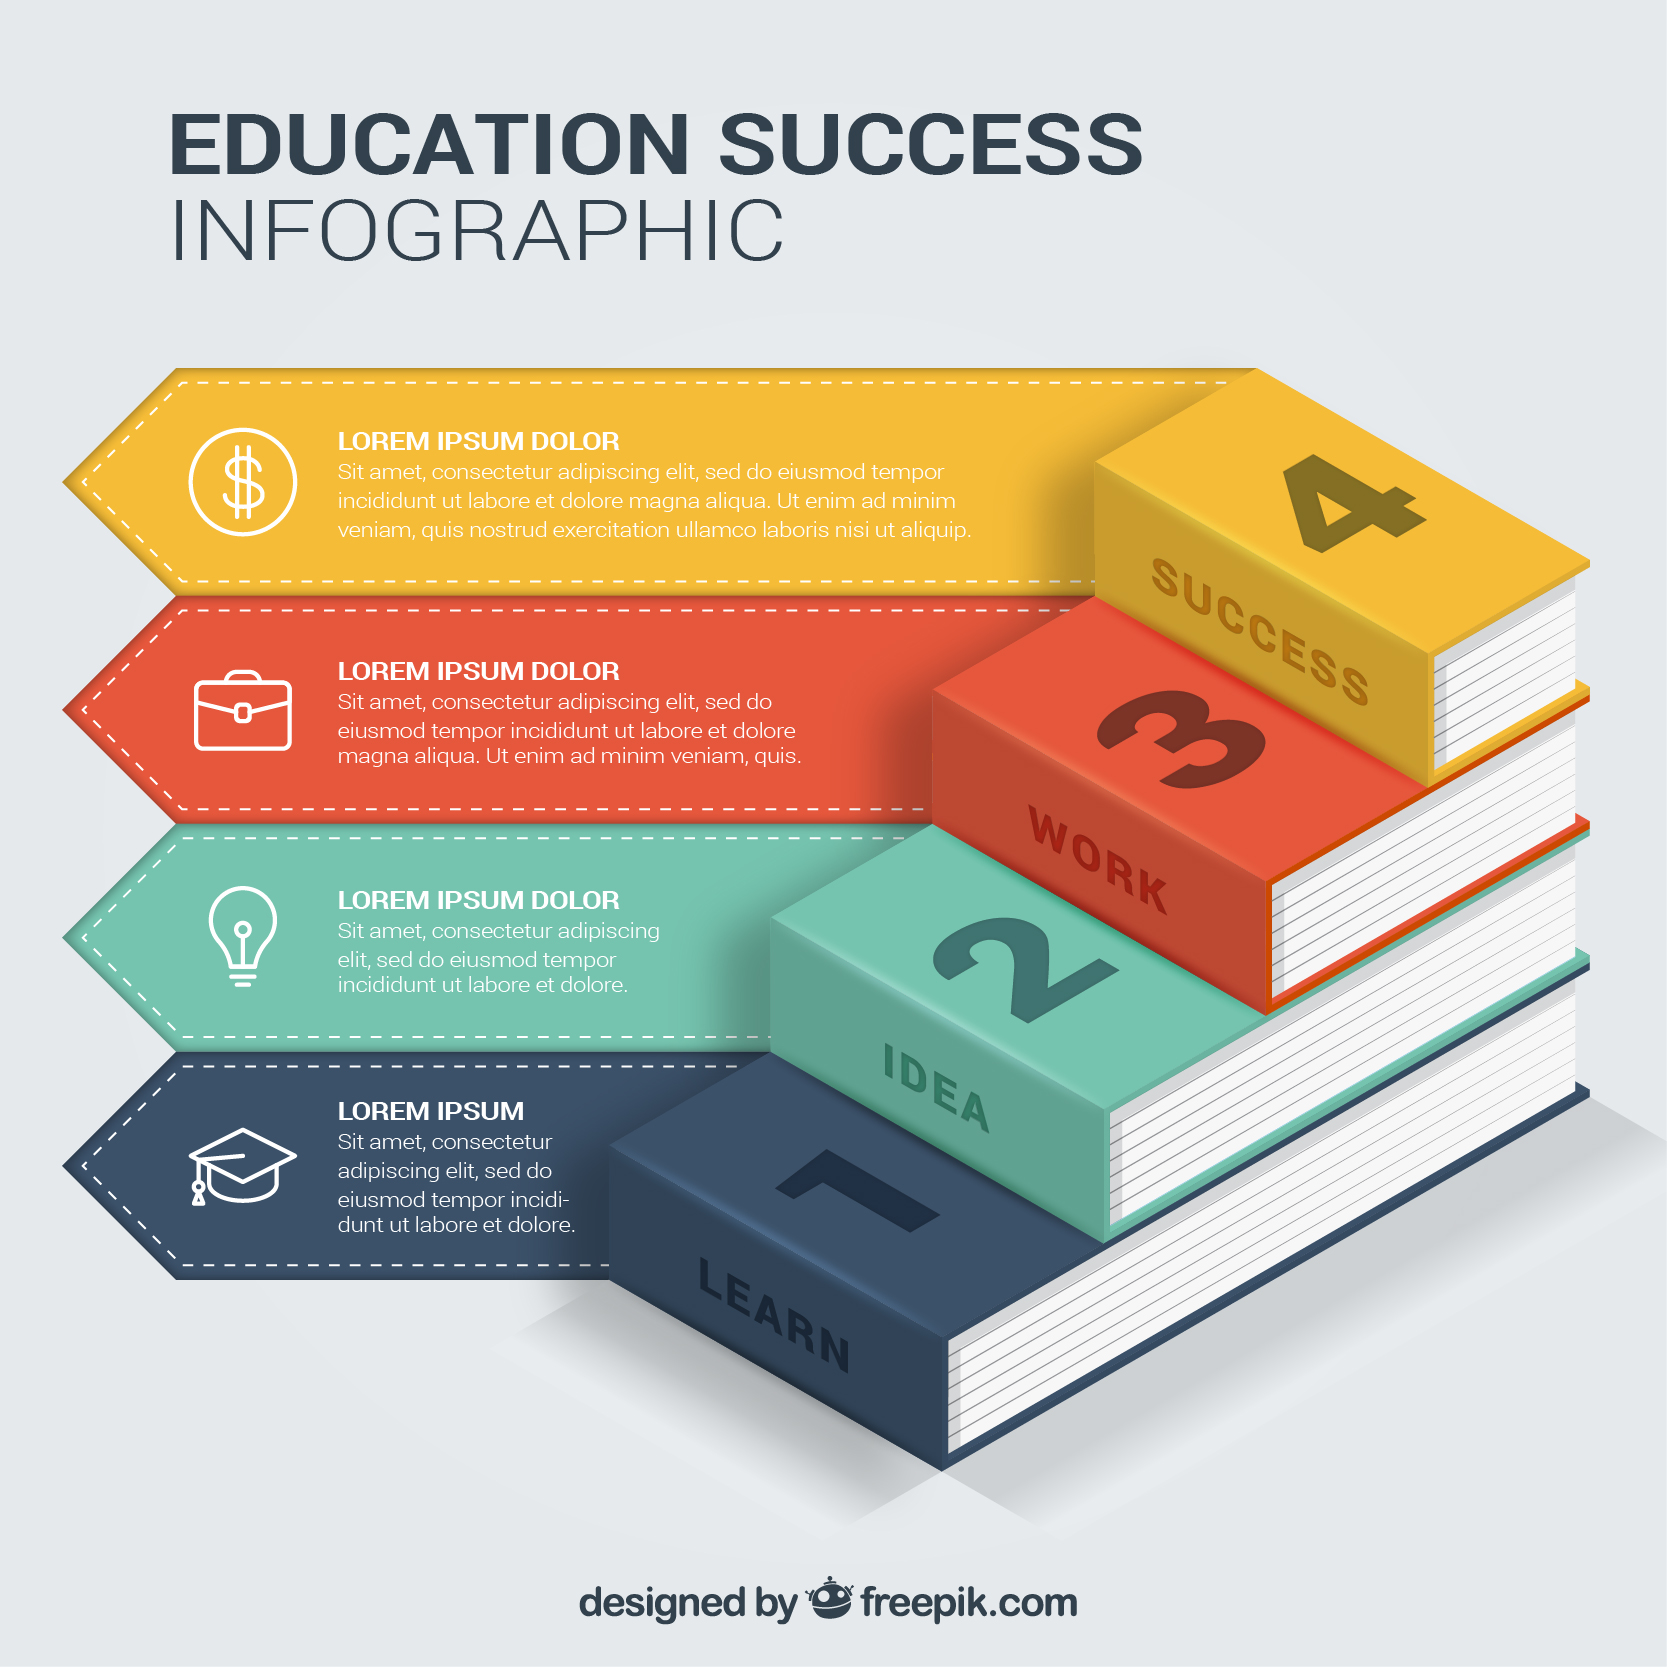 EDUCATION SUCCESS
INFOGRAPHIC
LOREM IPSUM DOLOR
Sit amet, consectetur adipiscing elit, sed do eiusmod tempor
incididunt ut labore et dolore magna aliqua. Ut enim ad minim
veniam, quis nostrud exercitation ullamco laboris nisi ut aliquip.
4
SUCCESS
LOREM IPSUM DOLOR
Sit amet, consectetur adipiscing elit, sed do
eiusmod tempor incididunt ut labore et dolore
magna aliqua. Ut enim ad minim veniam, quis.
3
WORK
LOREM IPSUM DOLOR
Sit amet, consectetur adipiscing
elit, sed do eiusmod tempor
incididunt ut labore et dolore.
2
IDEA
LOREM IPSUM
Sit amet, consectetur
adipiscing elit, sed do
eiusmod tempor incidi-
dunt ut labore et dolore.
1
LEARN
designed by freepik.com